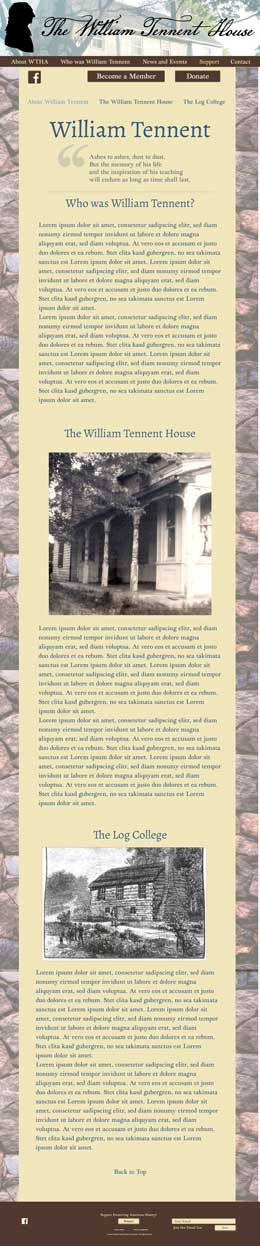 The William Tennent House
About WTHA Who was William Tennent News and Events Support Contact
Become a Member Donate
About William Tennent The William Tennent House The Log College
William Tennent
Ashes to ashes, dust to dust.
But the memory of his life
and the inspiration of his teaching
will endure as long as time shall last.
Who was William Tennent?
Lorem ipsum dolor sit amet, consetetur sadipscing elitr, sed diam
nonumy eirmod tempor invidunt ut labore et dolore magna
aliquyam erat, sed diam voluptua. At vero eos et accusam et justo
duo dolores et ea rebum. Stet clita kasd gubergren, no sea takimata
sanctus est Lorem ipsum dolor sit amet. Lorem ipsum dolor sit
amet, consetetur sadipscing elitr, sed diam nonumy eirmod tempor
invidunt ut labore et dolore magna aliquyam erat, sed diam
voluptua. At vero eos et accusam et justo duo dolores et ea rebum.
Stet clita kasd gubergren, no sea takimata sanctus est Lorem
ipsum dolor sit amet.
Lorem ipsum dolor sit amet, consetetur sadipscing elitr, sed diam
nonumy eirmod tempor invidunt ut labore et dolore magna
aliquyam erat, sed diam voluptua. At vero eos et accusam et justo
duo dolores et ea rebum. Stet clita kasd gubergren, no sea takimata
sanctus est Lorem ipsum dolor sit amet. Lorem ipsum dolor sit
amet, consetetur sadipscing elitr, sed diam nonumy eirmod tempor
invidunt ut labore et dolore magna aliquyam erat, sed diam
voluptua. At vero eos et accusam et justo duo dolores et ea rebum.
Stet clita kasd gubergren, no sea takimata sanctus est Lorem
ipsum dolor sit amet.
The William Tennent House
Lorem ipsum dolor sit amet, consetetur sadipscing elitr, sed diam
nonumy eirmod tempor invidunt ut labore et dolore magna
aliquyam erat, sed diam voluptua. At vero eos et accusam et justo
duo dolores et ea rebum. Stet clita kasd gubergren, no sea takimata
sanctus est Lorem ipsum dolor sit amet. Lorem ipsum dolor sit
amet, consetetur sadipscing elitr, sed diam nonumy eirmod tempor
invidunt ut labore et dolore magna aliquyam erat, sed diam
voluptua. At vero eos et accusam et justo duo dolores et ea rebum.
Stet clita kasd gubergren, no sea takimata sanctus est Lorem
ipsum dolor sit amet.
Lorem ipsum dolor sit amet, consetetur sadipscing elitr, sed diam
nonumy eirmod tempor invidunt ut labore et dolore magna
aliquyam erat, sed diam voluptua. At vero eos et accusam et justo
duo dolores et ea rebum. Stet clita kasd gubergren, no sea takimata
sanctus est Lorem ipsum dolor sit amet. Lorem ipsum dolor sit
amet, consetetur sadipscing elitr, sed diam nonumy eirmod tempor
invidunt ut labore et dolore magna aliquyam erat, sed diam
voluptua. At vero eos et accusam et justo duo dolores et ea rebum.
Stet clita kasd gubergren, no sea takimata sanctus est Lorem
ipsum dolor sit amet.
The Log College
Lorem ipsum dolor sit amet, consetetur sadipscing elitr, sed diam
nonumy eirmod tempor invidunt ut labore et dolore magna
aliquyam erat, sed diam voluptua. At vero eos et accusam et justo
duo dolores et ea rebum. Stet clita kasd gubergren, no sea takimata
sanctus est Lorem ipsum dolor sit amet. Lorem ipsum dolor sit
amet, consetetur sadipscing elitr, sed diam nonumy eirmod tempor
invidunt ut labore et dolore magna aliquyam erat, sed diam
voluptua. At vero eos et accusam et justo duo dolores et ea rebum.
Stet clita kasd gubergren, no sea takimata sanctus est Lorem
ipsum dolor sit amet.
Lorem ipsum dolor sit amet, consetetur sadipscing elitr, sed diam
nonumy eirmod tempor invidunt ut labore et dolore magna
aliquyam erat, sed diam voluptua. At vero eos et accusam et justo
duo dolores et ea rebum. Stet clita kasd gubergren, no sea takimata
sanctus est Lorem ipsum dolor sit amet. Lorem ipsum dolor sit
amet, consetetur sadipscing elitr, sed diam nonumy eirmod tempor
invidunt ut labore et dolore magna aliquyam erat, sed diam
voluptua. At vero eos et accusam et justo duo dolores et ea rebum.
Stet clita kasd gubergren, no sea takimata sanctus est Lorem
ipsum dolor sit amet.
Back to Top
Support Preserving American History!
Donate
Your Email
Join Our Email List